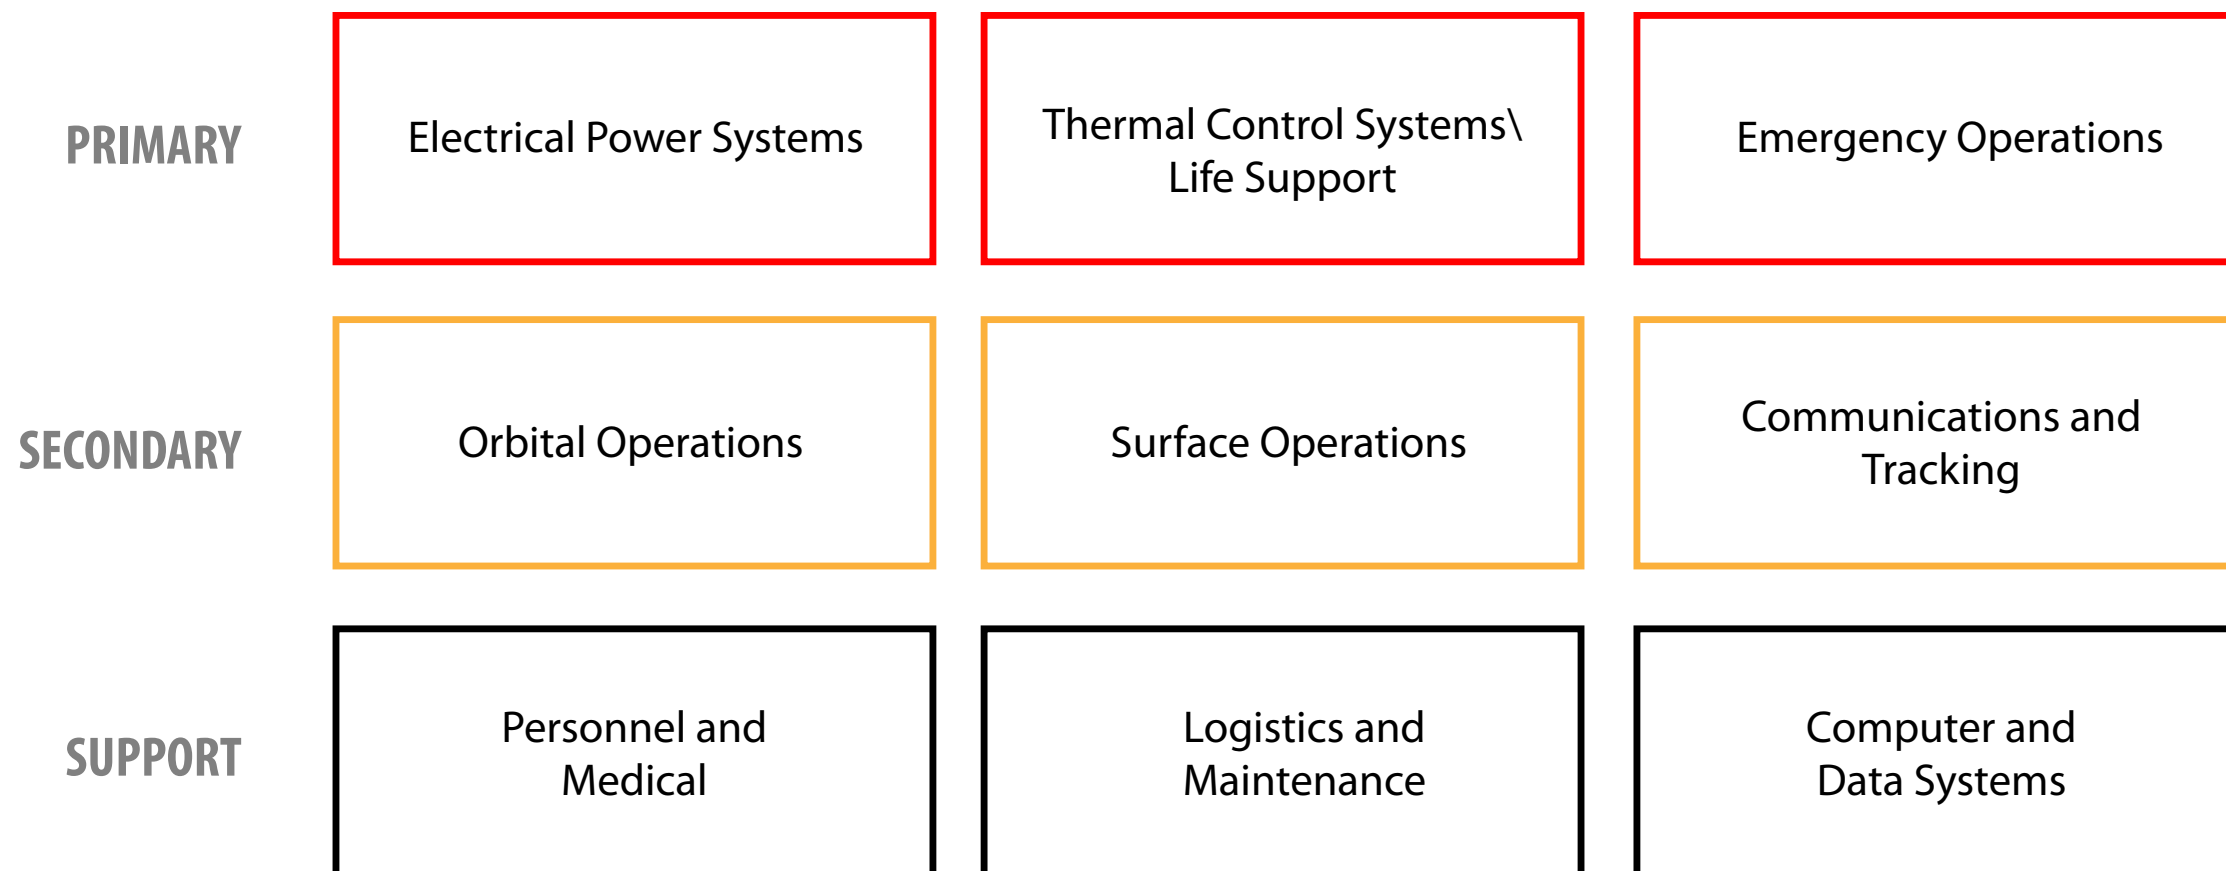 PRIMARY
Electrical Power Systems
Thermal Control Systems\
Life Support
Emergency Operations
SECONDARY
Orbital Operations
Surface Operations
Communications and
Tracking
SUPPORT
Personnel and
Medical
Logistics and
Maintenance
Computer and
Data Systems